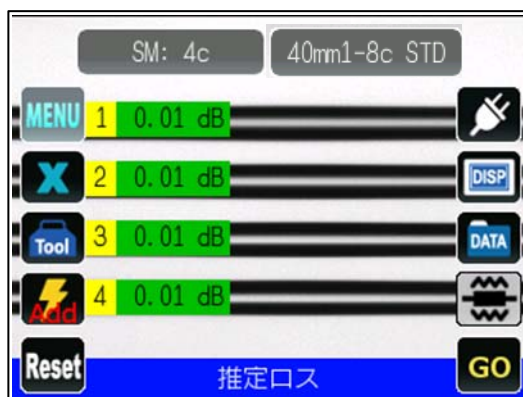 SM: 4c
40mm1-8c STD
MENU
1 0.01 dB
X
2 0.01 dB
DISP
Tool
3 0.01 dB
DATA
Add
4 0.01 dB
Reset
推定ロス
GO